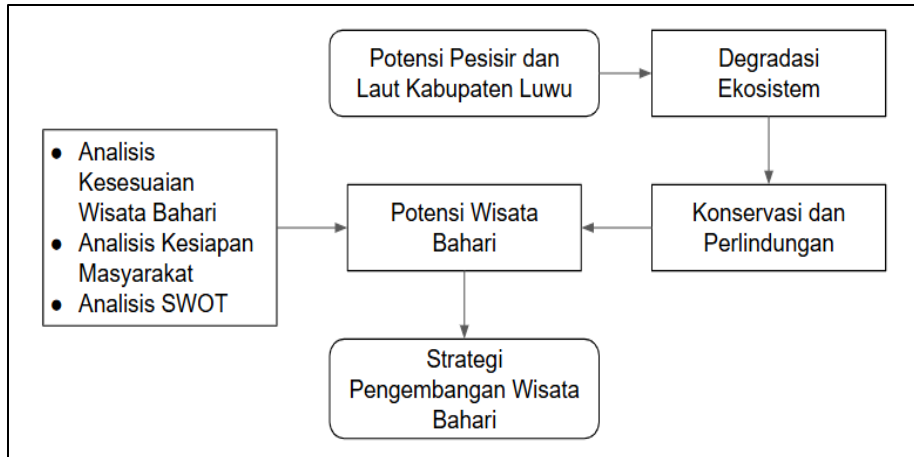 Potensi Pesisir dan
Laut Kabupaten Luwu
Degradasi
Ekosistem
● Analisis
Kesesuaian
Wisata Bahari
● Analisis Kesiapan
Masyarakat
● Analisis SWOT
Potensi Wisata
Bahari
Konservasi dan
Perlindungan
Strategi
Pengembangan Wisata
Bahari